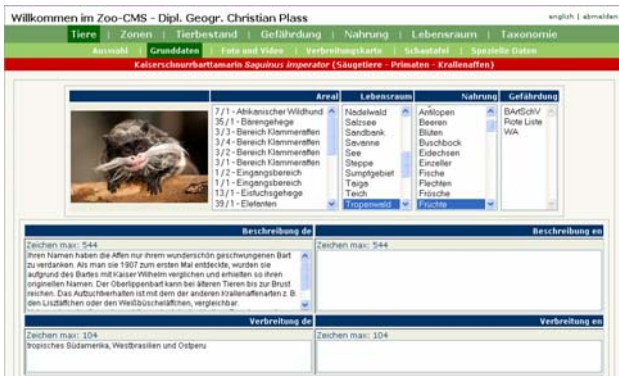 Willkommen im Zoo-CMS - Dipl. Geogr. Christian Plass
english | abmelden
Tiere | Zonen | Tierbestand | Gefährdung | Nahrung | Lebensraum | Taxonomie
Auswahl | Grunddaten | Foto und Video | Verbreitungskarte | Schautafel | Spezielle Daten
Kaiserschnurrbarttamarin Saguinus imperator (Säugetiere - Primaten - Krallenaffen)
Areal
7/1 - Afrikanischer Wildhund
35/1 - Bärengehege
3/3 - Bereich Klammeraffen
3/4 - Bereich Klammeraffen
3/2 - Bereich Klammeraffen
3/1 - Bereich Klammeraffen
1/2 - Eingangsbereich
1/1 - Eingangsbereich
13/1 - Eisfuchsgehege
39/1 - Elefanten
Lebensraum
Nadelwald
Salzsee
Sandbank
Savanne
See
Steppe
Sumpfgebiet
Taiga
Teich
Tropenwald
Nahrung
Antilopen
Beeren
Blüten
Buschbock
Eidechsen
Einzeller
Fische
Flechten
Frösche
Früchte
Gefährdung
BArtSchV
Rote Liste
WA
Beschreibung de
Zeichen max: 544
Ihren Namen haben die Affen nur ihrem wunderschön geschwungenen Bart
zu verdanken. Als man sie 1907 zum ersten Mal entdeckte, wurden sie
aufgrund des Bartes mit Kaiser Wilhelm verglichen und erhielten so ihren
originellen Namen. Der Oberlippenbart kann bei älteren Tieren bis zur Brust
reichen. Das Aufzuchtverhalten ist mit dem der anderen Krallenaffenarten z. B.
den Lisztäffchen oder den Weißbüscheläffchen, vergleichbar.
Beschreibung en
Zeichen max: 544
Verbreitung de
Zeichen max: 104
tropisches Südamerika, Westbrasilien und Ostperu
Verbreitung en
Zeichen max: 104